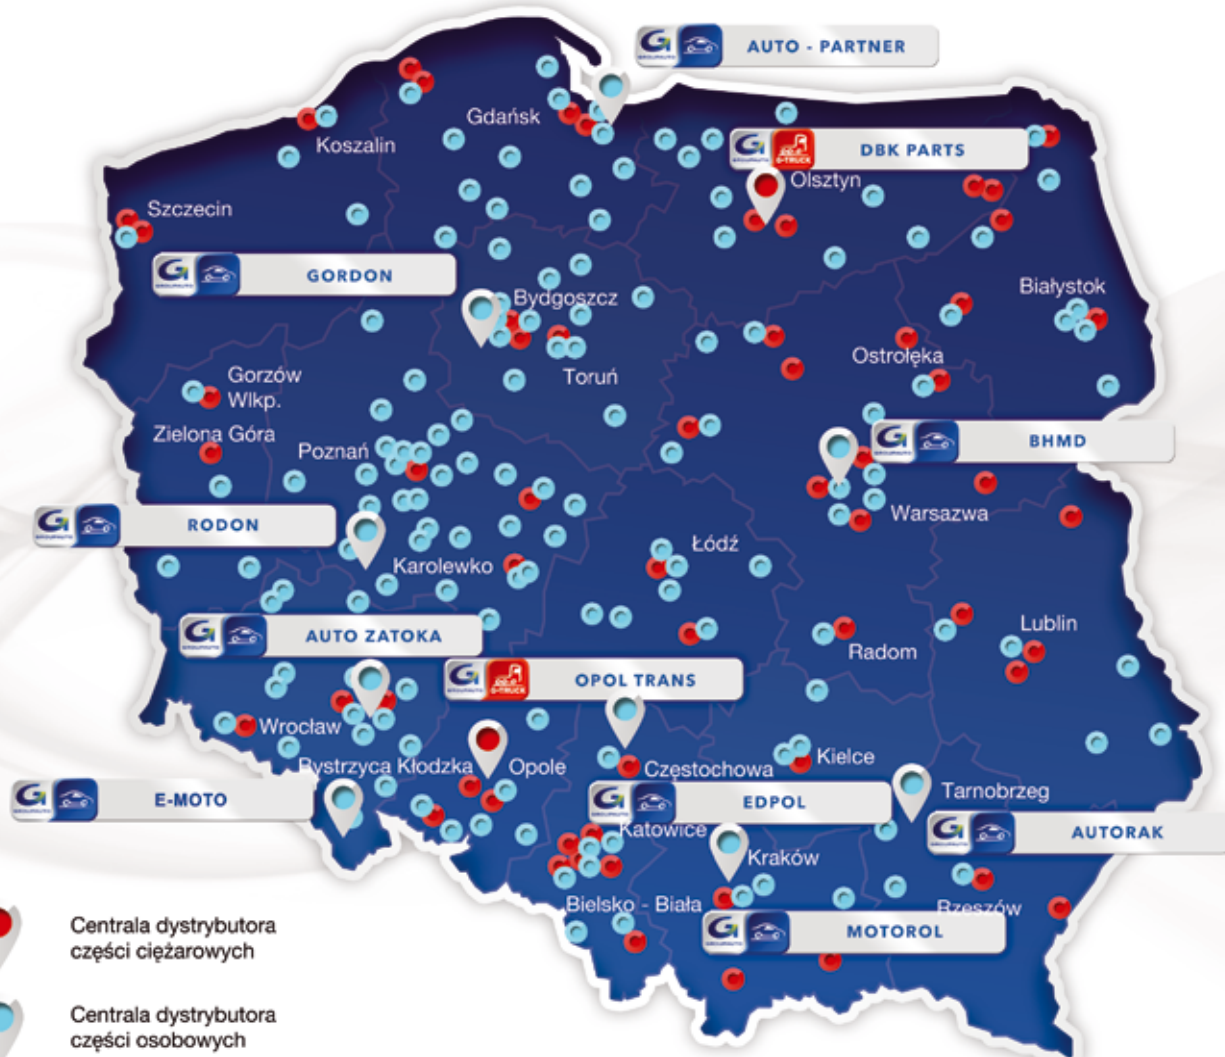 AUTO - PARTNER
Gdańsk
Koszalin
DBK PARTS
G-TRUCK
Olsztyn
Szczecin
GORDON
Białystok
Bydgoszcz
Ostrołęka
Toruń
Gorzów
Wlkp.
Zielona Góra
Poznań
BHMD
Warsazwa
RODON
Łódź
Karolewko
Lublin
AUTO ZATOKA
Radom
OPOL TRANS
G-TRUCK
Wrocław
Kielce
Bystrzyca Kłodzka
Opole
Częstochowa
Tarnobrzeg
E-MOTO
EDPOL
Katowice
AUTORAK
Kraków
Bielsko - Biała
Rzeszów
MOTOROL
Centrala dystrybutora
części ciężarowych
Centrala dystrybutora
części osobowych